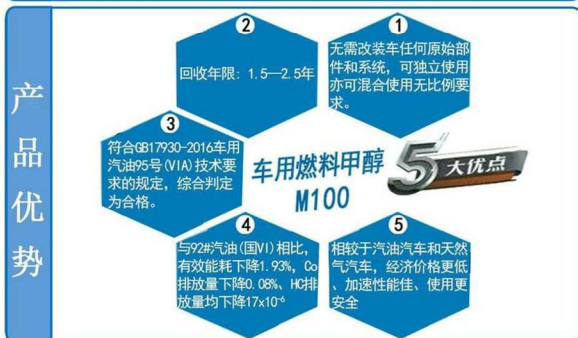 产品优势
2
回收年限: 1.5—2.5年
1
无需改装车任何原始部
件和系统，可独立使用
亦可混合使用无比例要
求。
3
符合GB17930-2016车用
汽油95号(VIA)技术要
求的规定，综合判定
为合格。
车用燃料甲醇
M100
5大优点
4
与92#汽油(国VI)相比,
有效能耗下降1.93%, Co
排放量下降0.08%、HC排
放量均下降17x10⁻⁶
5
相较于汽油汽车和天然
气汽车，经济价格更低
、加速性能佳、使用更
安全